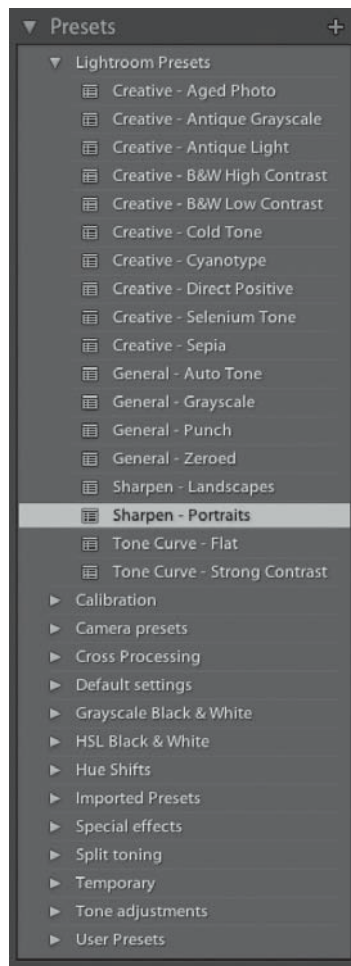 Presets
Lightroom Presets
Creative - Aged Photo
Creative - Antique Grayscale
Creative - Antique Light
Creative - B&W High Contrast
Creative - B&W Low Contrast
Creative - Cold Tone
Creative - Cyanotype
Creative - Direct Positive
Creative - Selenium Tone
Creative - Sepia
General - Auto Tone
General - Grayscale
General - Punch
General - Zeroed
Sharpen - Landscapes
Sharpen - Portraits
Tone Curve - Flat
Tone Curve - Strong Contrast
Calibration
Camera presets
Cross Processing
Default settings
Grayscale Black & White
HSL Black & White
Hue Shifts
Imported Presets
Special effects
Split toning
Temporary
Tone adjustments
User Presets